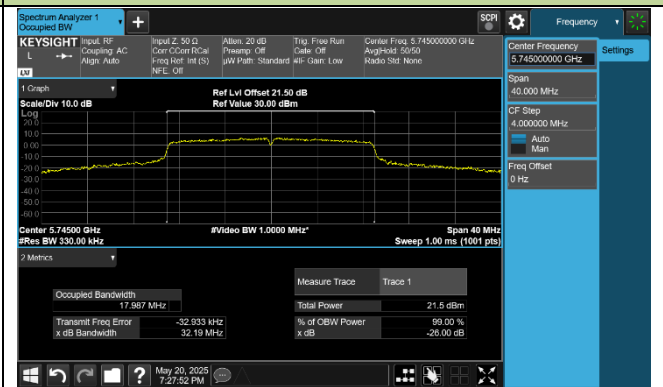 Spectrum Analyzer 1
Occupied BW
+
SCPI
Frequency
KEYSIGHT
L
LXI
Input: RF
Coupling: AC
Align: Auto
Input Z: 50 Ω
Corr CCorr RCal
Freq Ref: Int (S)
NFE: Off
Atten: 20 dB
Preamp: Off
µW Path: Standard
Trig: Free Run
Gate: Off
#IF Gain: Low
Center Freq: 5.745000000 GHz
Avg|Hold: 50/50
Radio Std: None
Center Frequency
5.745000000 GHz
Settings
Span
40.000 MHz
CF Step
4.000000 MHz
Auto
Man
Freq Offset
0 Hz
1 Graph
Scale/Div 10.0 dB
Ref Lvl Offset 21.50 dB
Ref Value 30.00 dBm
Log
20.0
10.0
0.00
-10.0
-20.0
-30.0
-40.0
-50.0
-60.0
Center 5.74500 GHz
#Video BW 1.0000 MHz*
Span 40 MHz
#Res BW 330.00 kHz
Sweep 1.00 ms (1001 pts)
2 Metrics
Measure Trace
Trace 1
Occupied Bandwidth
17.987 MHz
Total Power
21.5 dBm
Transmit Freq Error
-32.933 kHz
% of OBW Power
99.00 %
x dB Bandwidth
32.19 MHz
x dB
-26.00 dB
?
May 20, 2025
7:27:52 PM